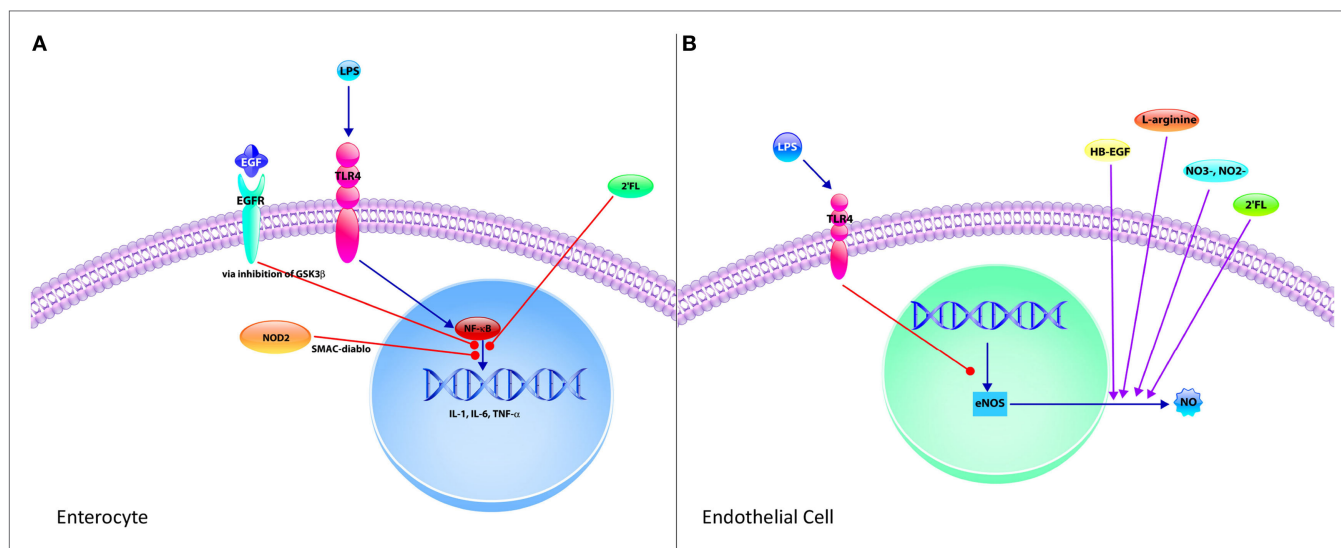 A
LPS
EGF
TLR4
EGFR
2'FL
via inhibition of GSK3β
NF-κB
NOD2
SMAC-diablo
IL-1, IL-6, TNF-α
Enterocyte
B
L-arginine
LPS
HB-EGF
NO3-, NO2-
2'FL
TLR4
eNOS
NO
Endothelial Cell